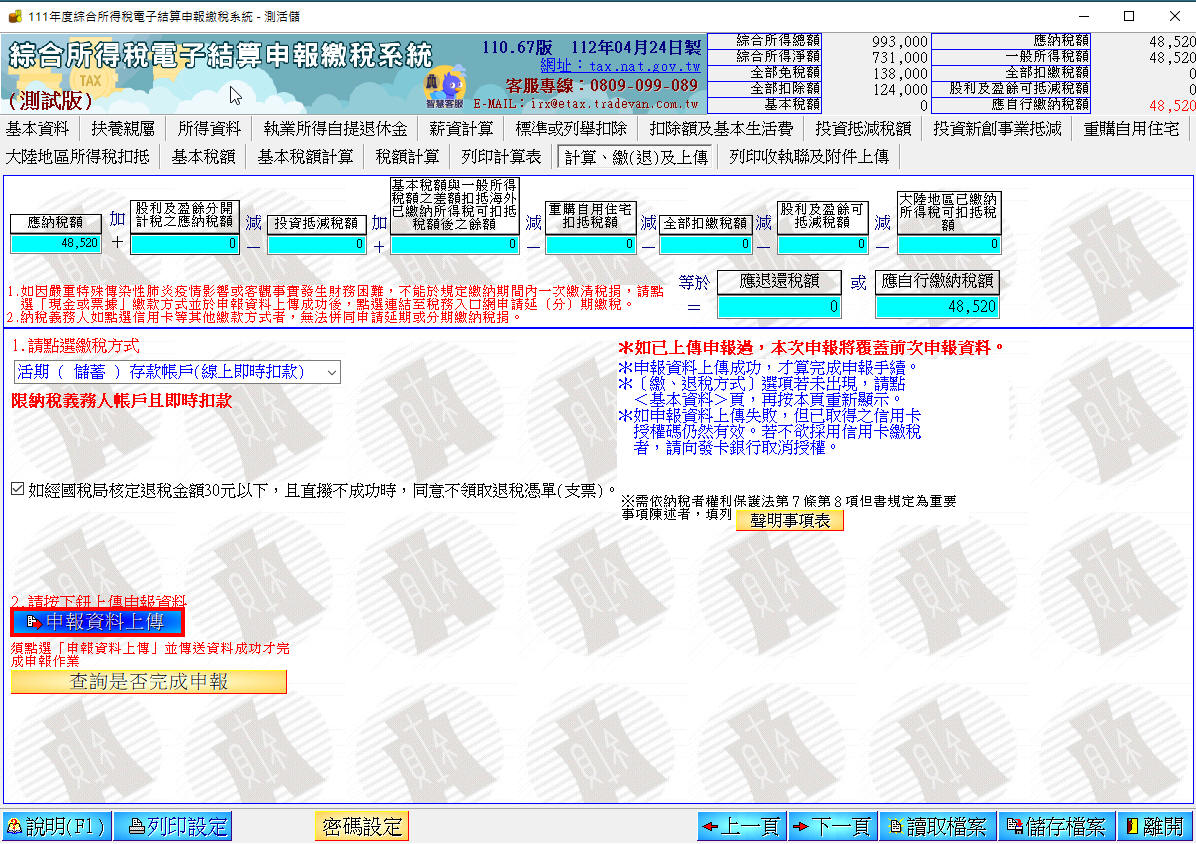 111年度綜合所得稅電子結算申報繳稅系統 - 測活儲
綜合所得稅電子結算申報繳稅系統
(測試版)
TAX
110.67版 112年04月24日製
網址：tax.nat.gov.tw
客服專線：0809-099-089
E-MAIL：irx@etax.tradevan.com.tw
智慧客服
綜合所得總額 993,000 應納稅額 48,520
綜合所得淨額 731,000 一般所得稅額 48,520
全部免稅額 138,000 全部扣繳稅額 0
全部扣除額 124,000 股利及盈餘可抵減稅額 0
基本稅額 0 應自行繳納稅額 48,520
基本資料 扶養親屬 所得資料 執業所得自提退休金 薪資計算 標準或列舉扣除 扣除額及基本生活費 投資抵減稅額 投資新創事業抵減 重購自用住宅
大陸地區所得稅扣抵 基本稅額 基本稅額計算 稅額計算 列印計算表 計算、繳(退)及上傳 列印收執聯及附件上傳
應納稅額
48,520
加
＋
股利及盈餘分開
計稅之應納稅額
0
減
－
投資抵減稅額
0
加
＋
基本稅額與一般所得
稅額之差額扣抵海外
已繳納所得稅可扣抵
稅額後之餘額
0
減
－
重購自用住宅
扣抵稅額
0
減
－
全部扣繳稅額
0
減
－
股利及盈餘可
抵減稅額
0
減
－
大陸地區已繳納
所得稅可扣抵稅
額
0
等於
＝
應退還稅額
0
或
應自行繳納稅額
48,520
1.如因嚴重特殊傳染性肺炎疫情影響或客觀事實發生財務困難，不能於規定繳納期間內一次繳清稅捐，請點
選「現金或票據」繳款方式並於申報資料上傳成功後，點選連結至稅務入口網申請延（分）期繳稅。
2.納稅義務人如點選信用卡等其他繳款方式者，無法併同申請延期或分期繳納稅捐。
1.請點選繳稅方式
活期（儲蓄）存款帳戶(線上即時扣款)
限納稅義務人帳戶且即時扣款
＊如已上傳申報過，本次申報將覆蓋前次申報資料。
＊申報資料上傳成功，才算完成申報手續。
＊〔繳、退稅方式〕選項若未出現，請點
＜基本資料＞頁，再按本頁重新顯示。
＊如申報資料上傳失敗，但已取得之信用卡
授權碼仍然有效。若不欲採用信用卡繳稅
者，請向發卡銀行取消授權。
如經國稅局核定退稅金額30元以下，且直撥不成功時，同意不領取退稅憑單(支票)。
※需依納稅者權利保護法第7條第8項但書規定為重要
事項陳述者，填列 聲明事項表
2.請按下鈕上傳申報資料
申報資料上傳
須點選「申報資料上傳」並傳送資料成功才完
成申報作業
查詢是否完成申報
說明(F1) 列印設定 密碼設定 上一頁 下一頁 讀取檔案 儲存檔案 離開